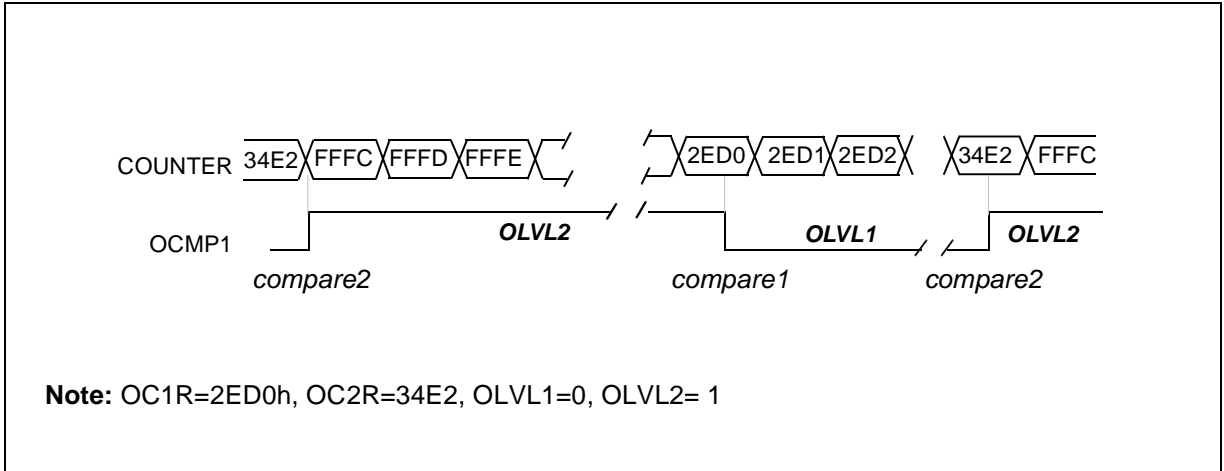 COUNTER 34E2 FFFC FFFD FFFE 2ED0 2ED1 2ED2 34E2 FFFC
OCMP1 OLVL2 OLVL1 OLVL2
compare2 compare1 compare2
Note: OC1R=2ED0h, OC2R=34E2, OLVL1=0, OLVL2= 1